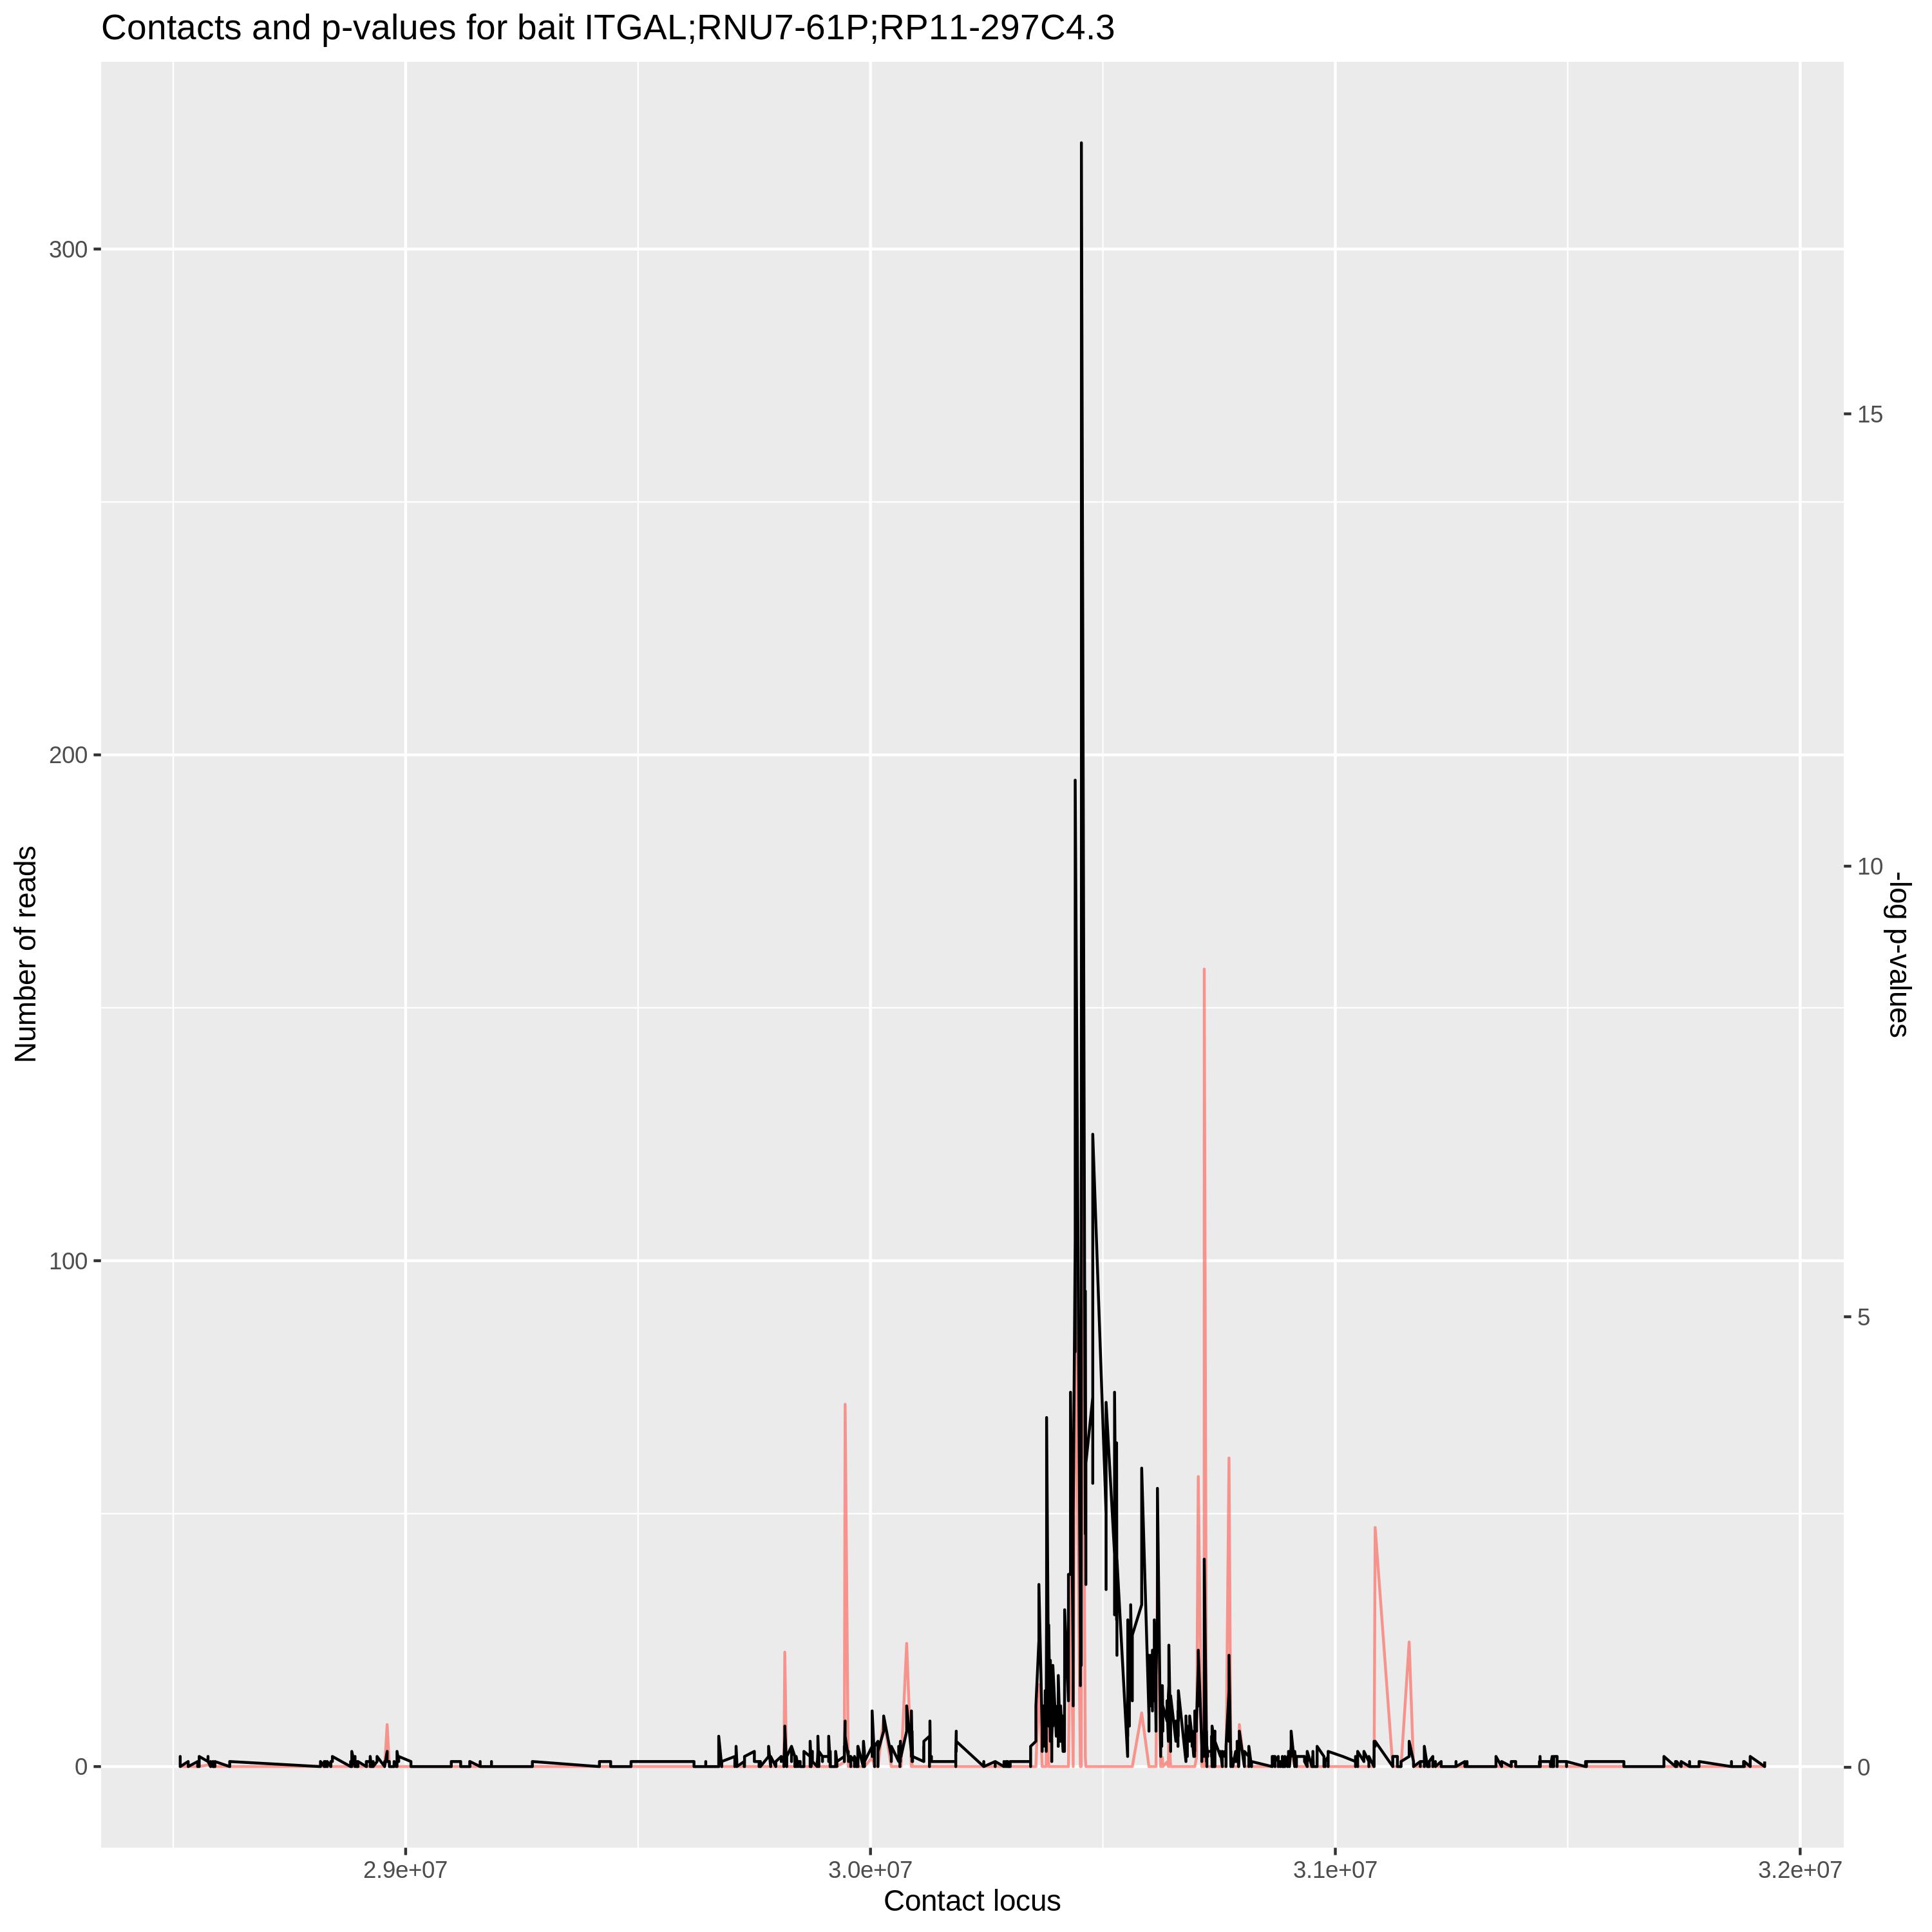 Contacts and p-values for bait ITGAL;RNU7-61P;RP11-297C4.3
300
200
100
0
Number of reads
15
10
5
0
-log p-values
2.9e+07
3.0e+07
3.1e+07
3.2e+07
Contact locus